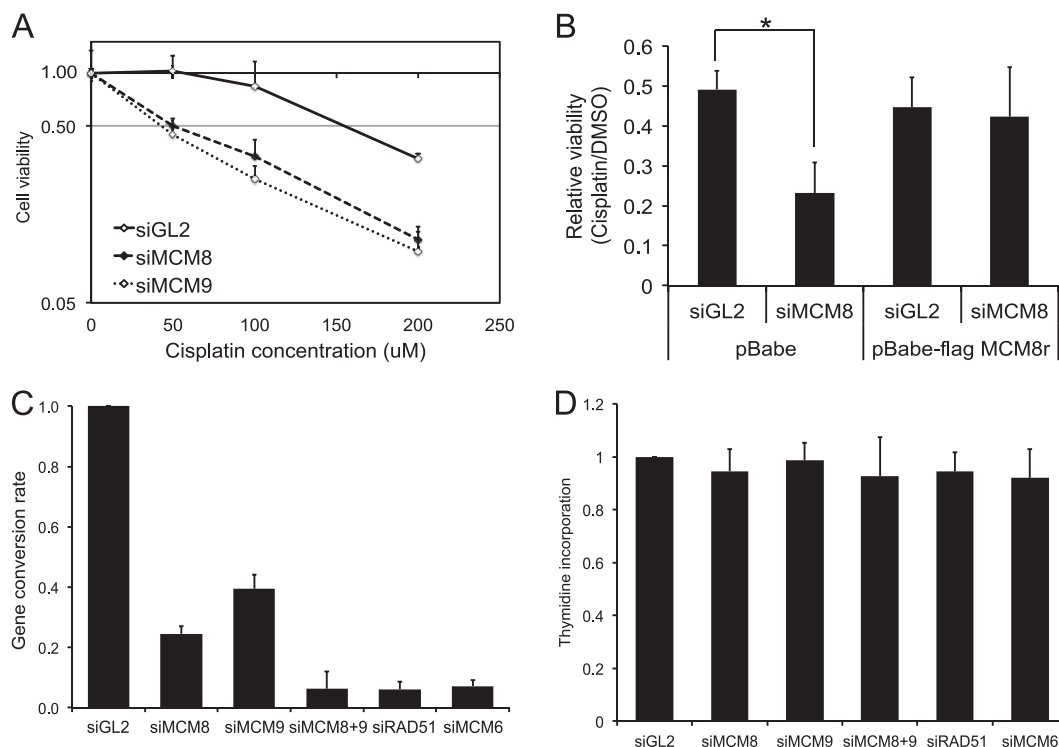 A
1.00
0.50
0.05
Cell viability
siGL2
siMCM8
siMCM9
0 50 100 150 200 250
Cisplatin concentration (uM)
B
*
Relative viability
(Cisplatin/DMSO)
0.6
0.5
0.4
0.3
0.2
0.1
0
siGL2 siMCM8 siGL2 siMCM8
pBabe pBabe-flag MCM8r
C
Gene conversion rate
1.0
0.8
0.6
0.4
0.2
0.0
siGL2 siMCM8 siMCM9 siMCM8+9 siRAD51 siMCM6
D
Thymidine incorporation
1.2
1
0.8
0.6
0.4
0.2
0
siGL2 siMCM8 siMCM9 siMCM8+9 siRAD51 siMCM6